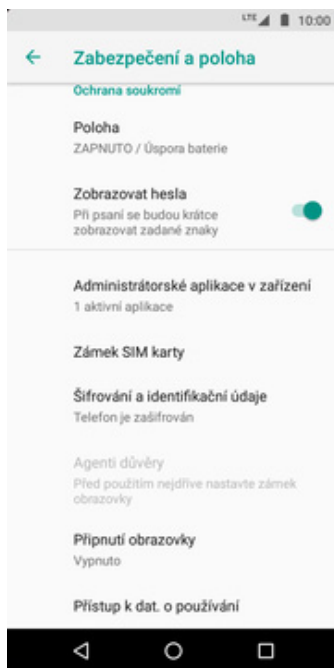 LTE 10:00
Zabezpečení a poloha
Ochrana soukromí
Poloha
ZAPNUTO / Úspora baterie
Zobrazovat hesla
Při psaní se budou krátce
zobrazovat zadané znaky
Administrátorské aplikace v zařízení
1 aktivní aplikace
Zámek SIM karty
Šifrování a identifikační údaje
Telefon je zašifrován
Agenti důvěry
Před použitím nejdříve nastavte zámek
obrazovky
Připnutí obrazovky
Vypnuto
Přístup k dat. o používání